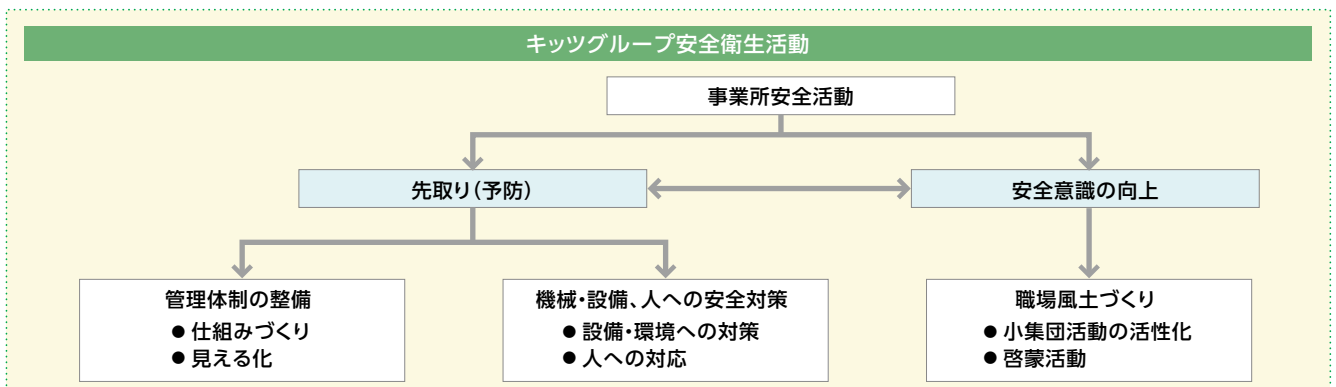 キッツグループ安全衛生活動
事業所安全活動
先取り(予防)
安全意識の向上
管理体制の整備
● 仕組みづくり
● 見える化
機械・設備、人への安全対策
● 設備・環境への対策
● 人への対応
職場風土づくり
● 小集団活動の活性化
● 啓蒙活動